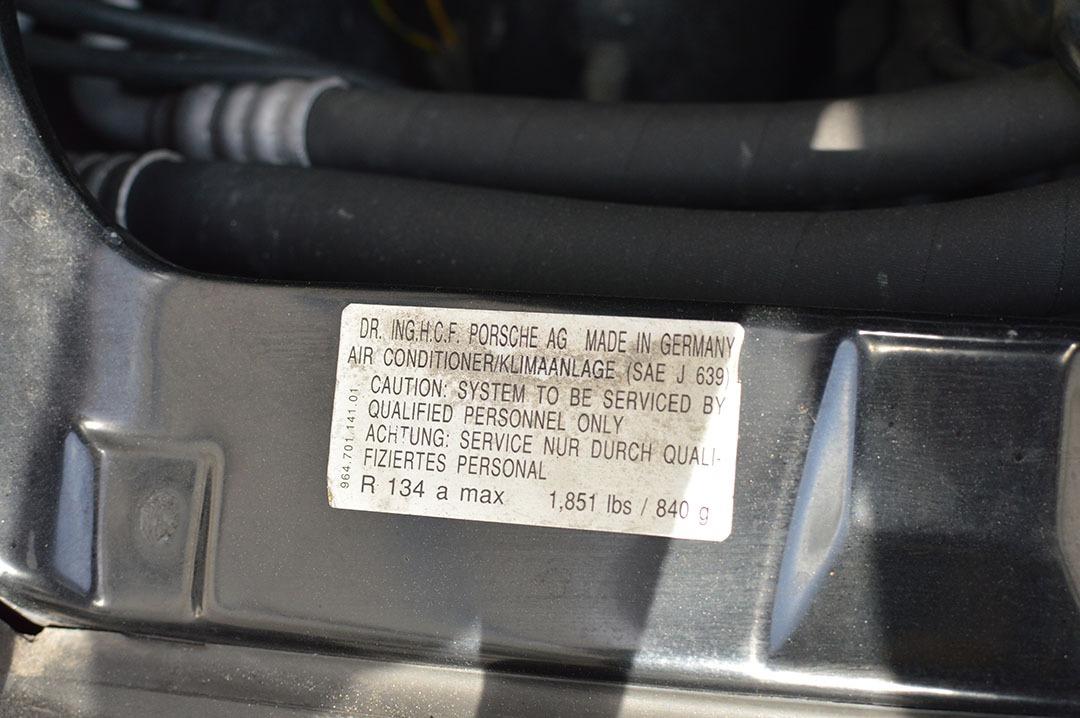 DR. ING.H.C.F. PORSCHE AG MADE IN GERMANY
AIR CONDITIONER/KLIMAANLAGE (SAE J 639)
CAUTION: SYSTEM TO BE SERVICED BY
QUALIFIED PERSONNEL ONLY
ACHTUNG: SERVICE NUR DURCH QUALI-
FIZIERTES PERSONAL
R 134 a max 1,851 lbs / 840 g
964.701.141.01